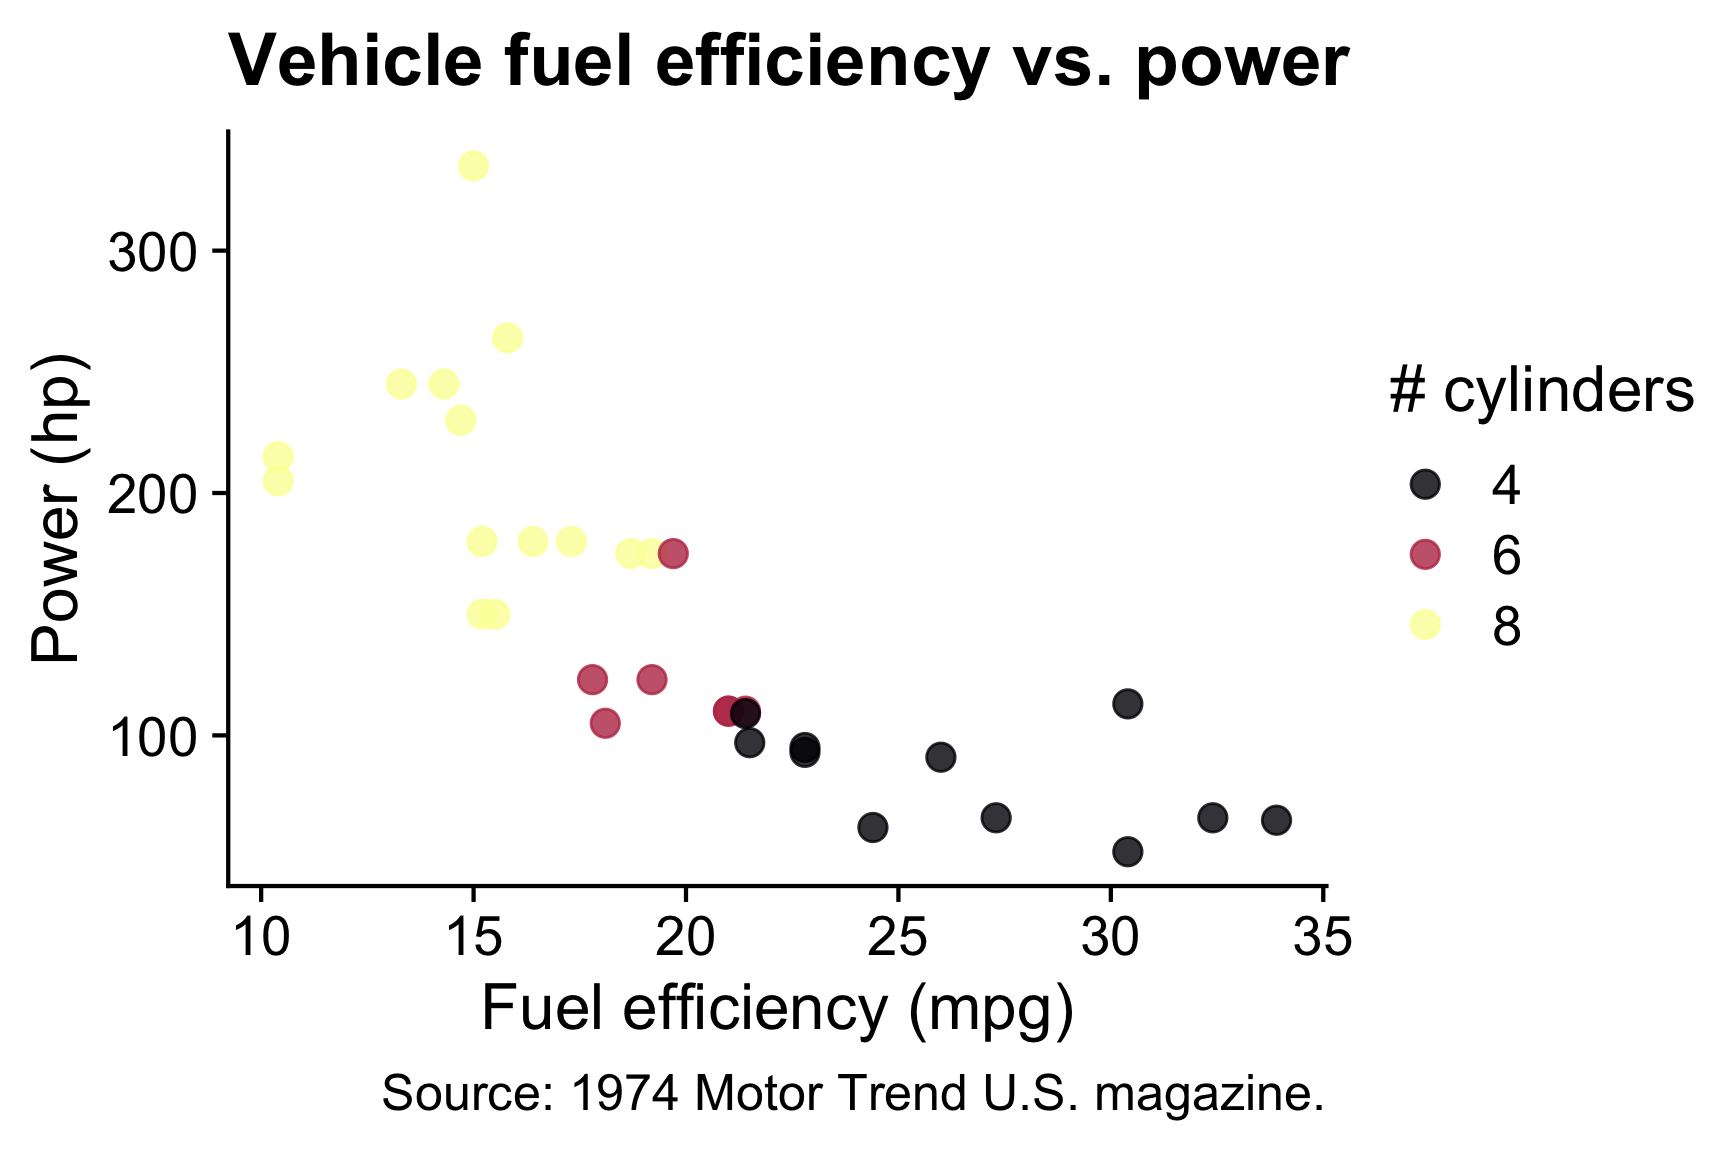 Vehicle fuel efficiency vs. power
Power (hp)
300
200
100
10 15 20 25 30 35
Fuel efficiency (mpg)
# cylinders
4
6
8
Source: 1974 Motor Trend U.S. magazine.